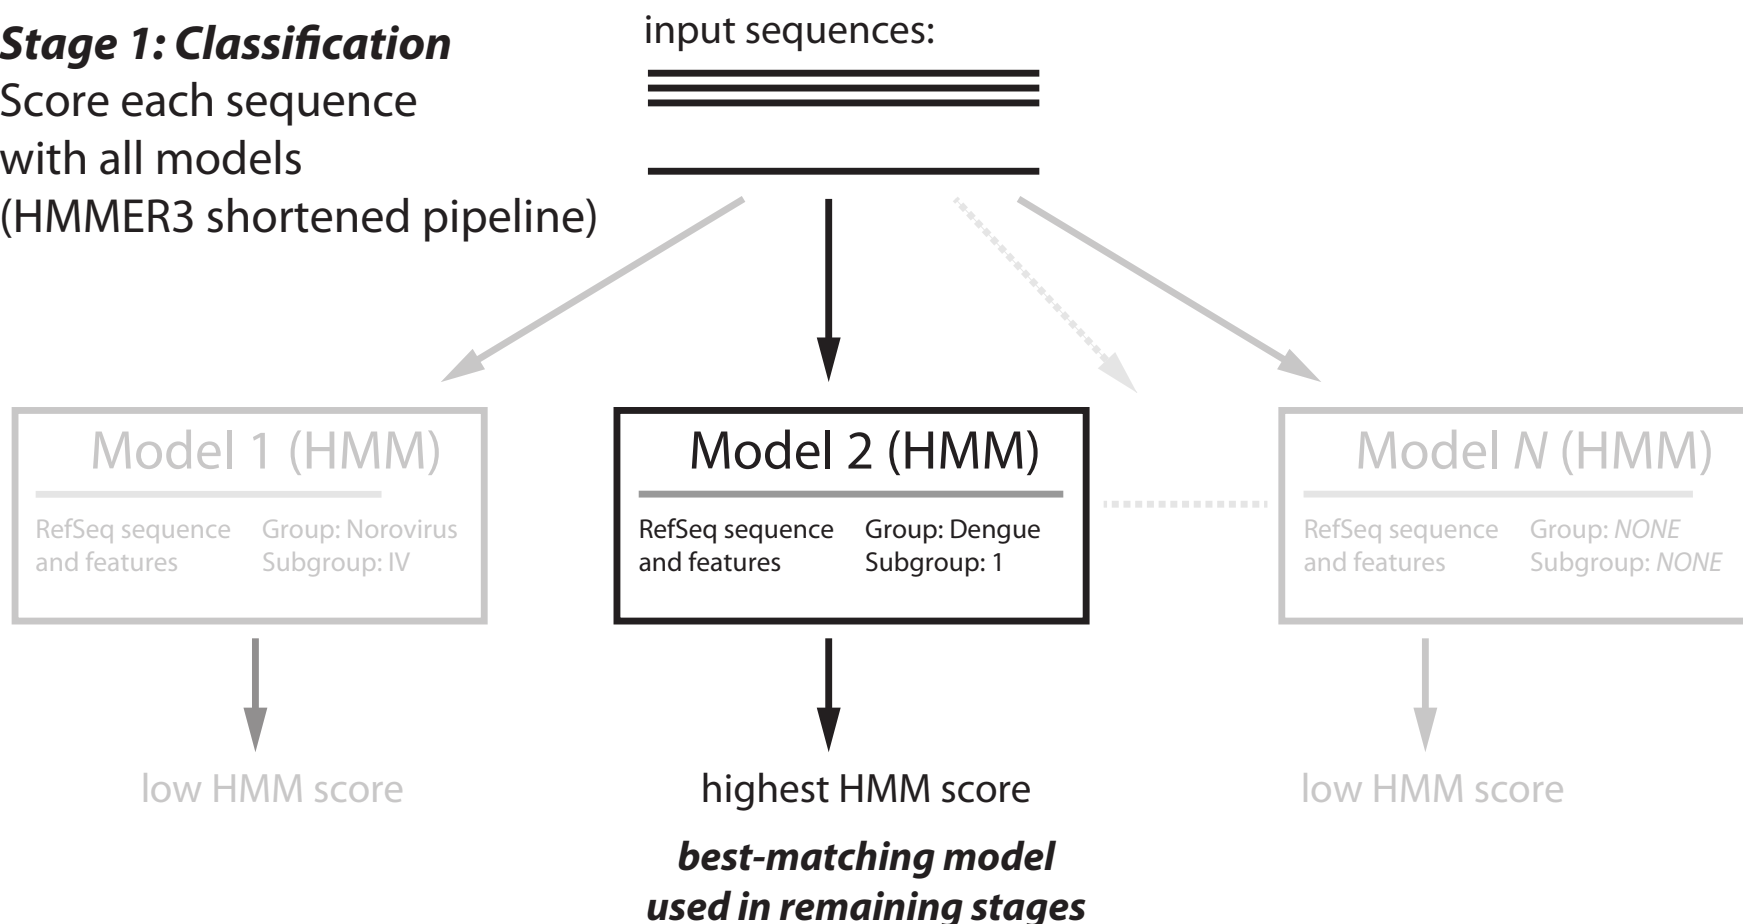 Stage 1: Classification
Score each sequence
with all models
(HMMER3 shortened pipeline)
input sequences:
Model 1 (HMM)
RefSeq sequence
and features
Group: Norovirus
Subgroup: IV
Model 2 (HMM)
RefSeq sequence
and features
Group: Dengue
Subgroup: 1
Model N (HMM)
RefSeq sequence
and features
Group: NONE
Subgroup: NONE
low HMM score
highest HMM score
low HMM score
best-matching model
used in remaining stages